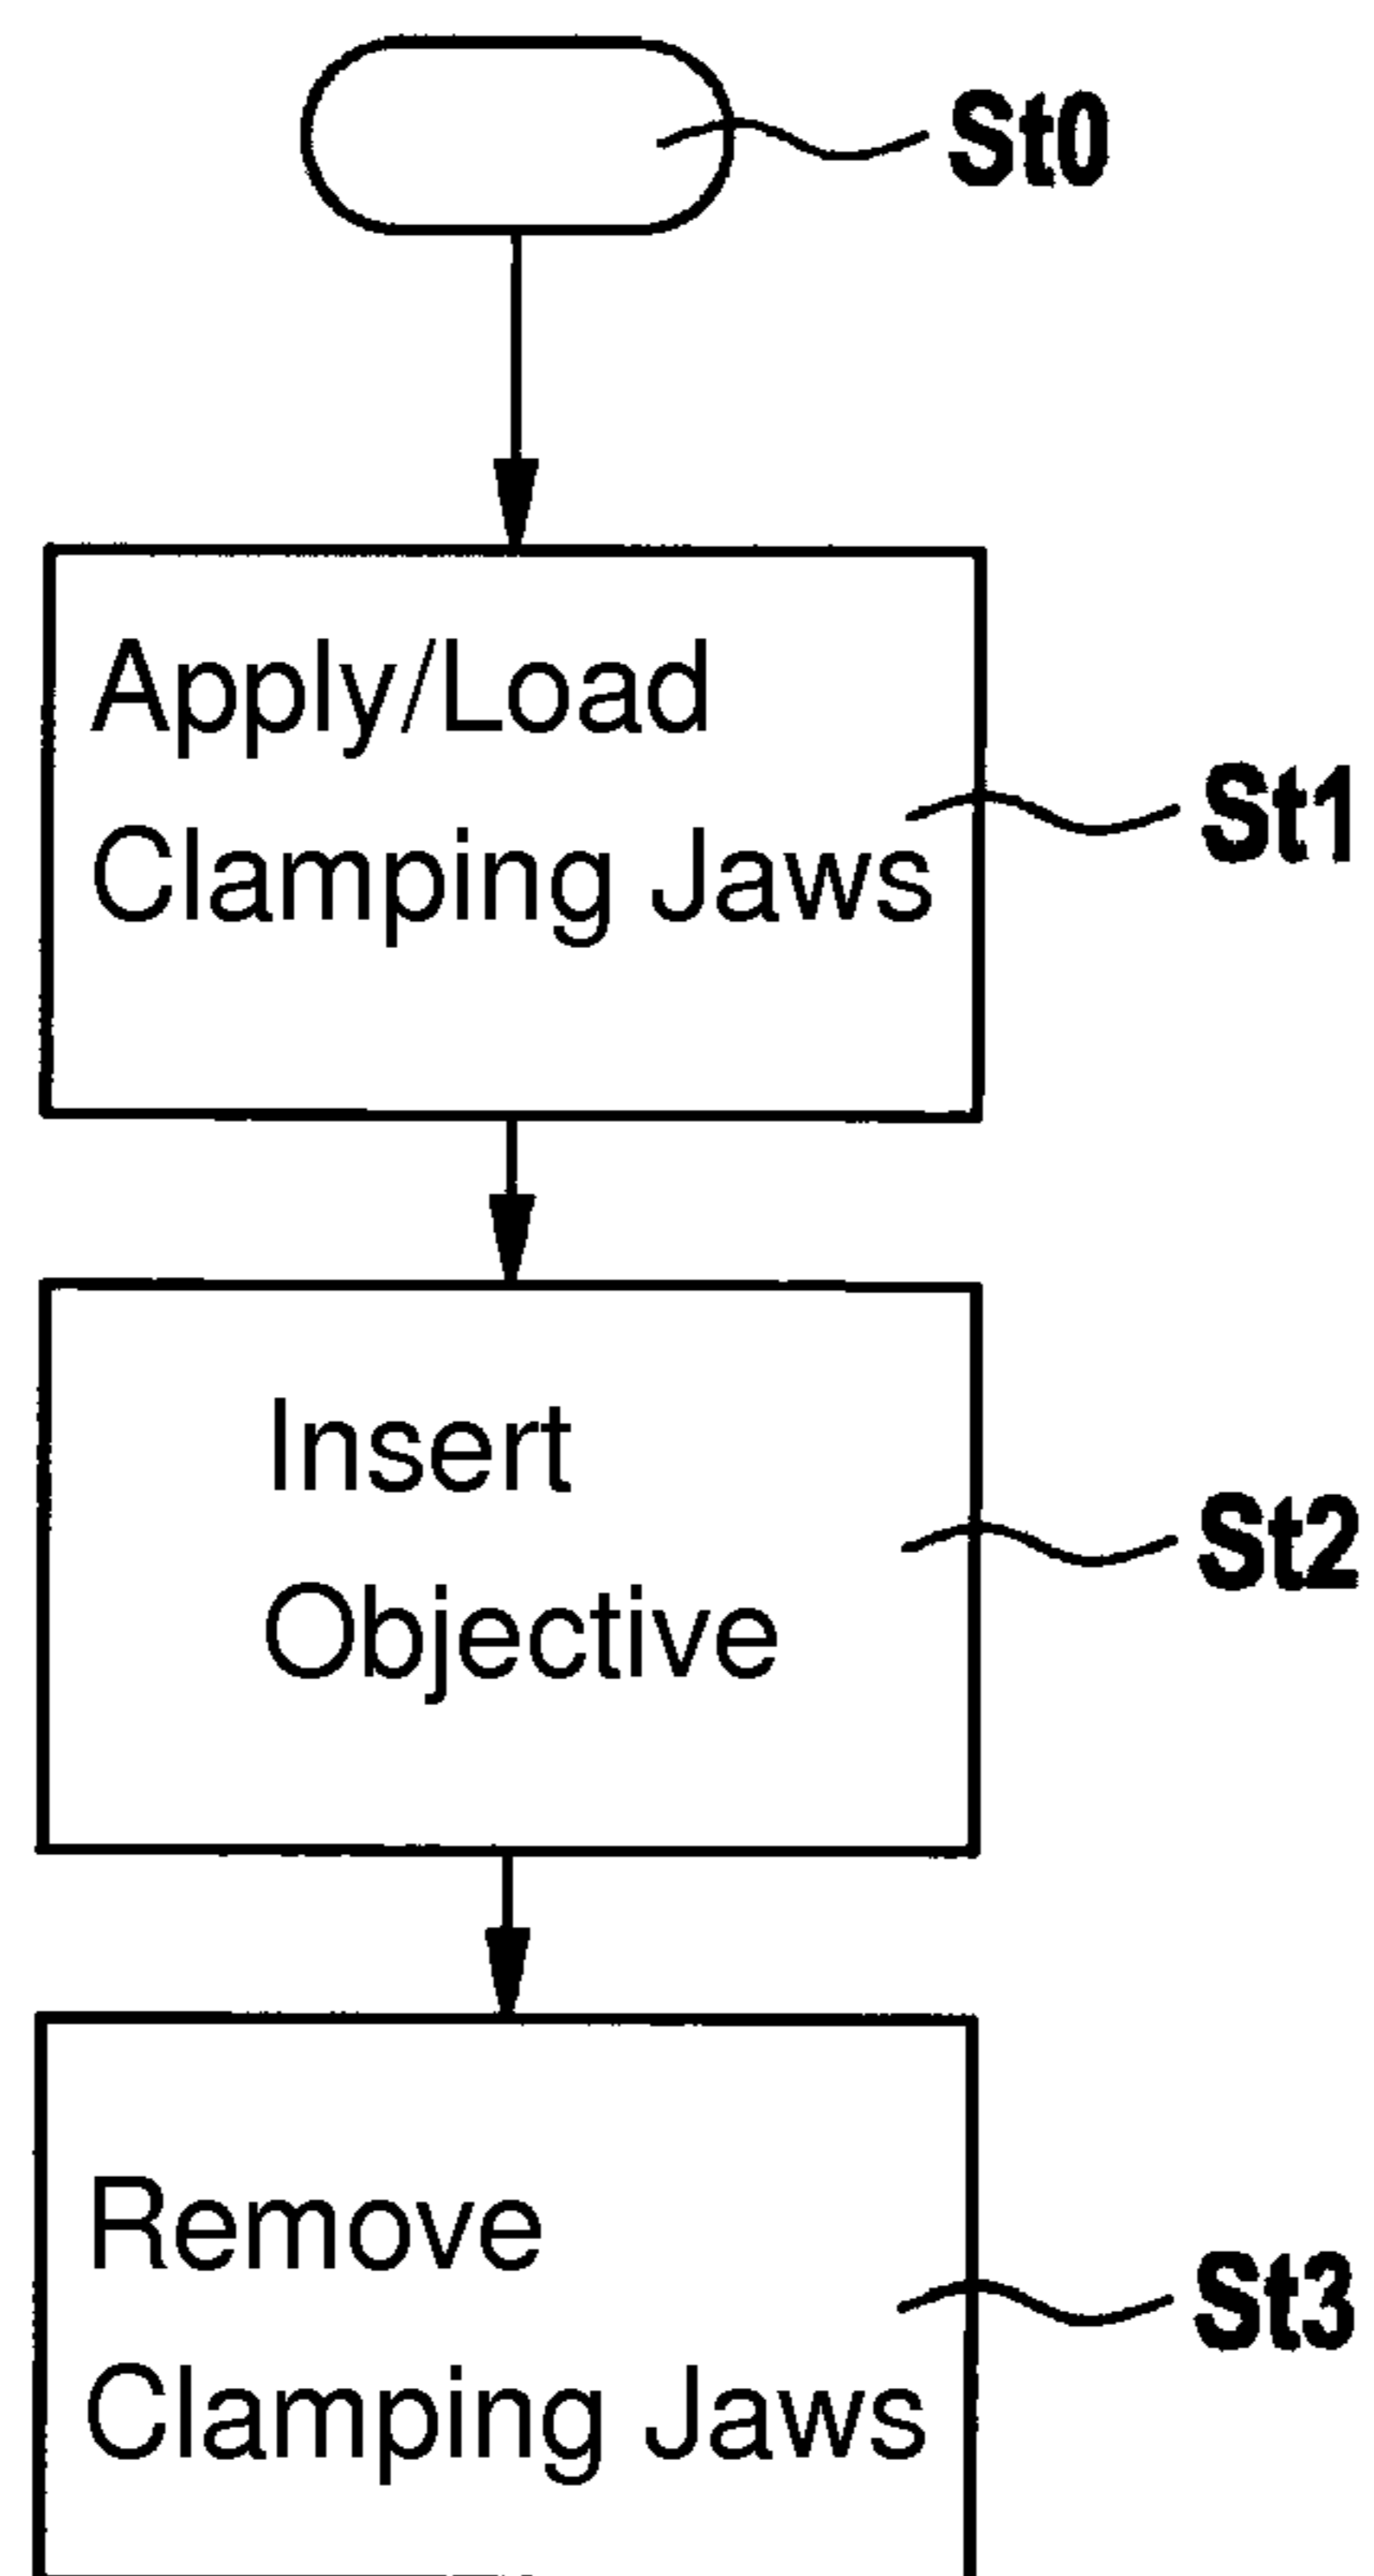 St0
Apply/Load
Clamping Jaws
St1
Insert
Objective
St2
Remove
Clamping Jaws
St3